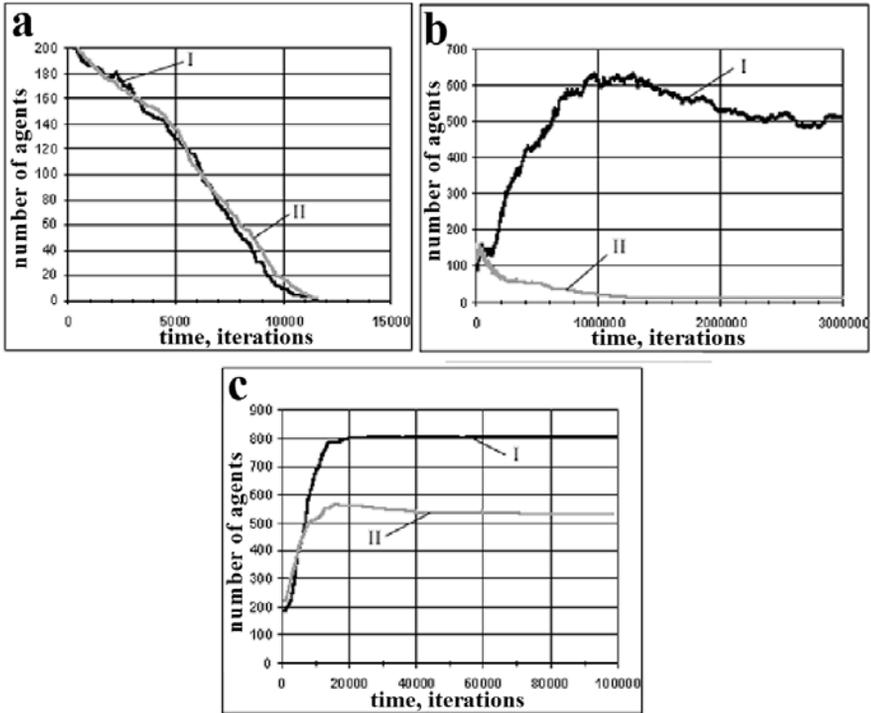 a
number of agents
200
180
160
140
120
100
80
60
40
20
0
I
II
0 5000 10000 15000
time, iterations
b
number of agents
700
600
500
400
300
200
100
0
I
II
0 1000000 2000000 3000000
time, iterations
c
number of agents
900
800
700
600
500
400
300
200
100
0
I
II
0 20000 40000 60000 80000 100000
time, iterations